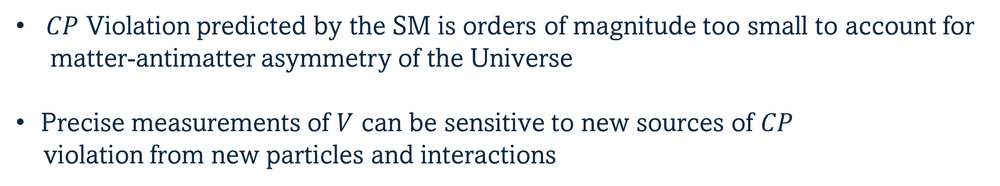 • CP Violation predicted by the SM is orders of magnitude too small to account for
matter-antimatter asymmetry of the Universe
• Precise measurements of V can be sensitive to new sources of CP
violation from new particles and interactions